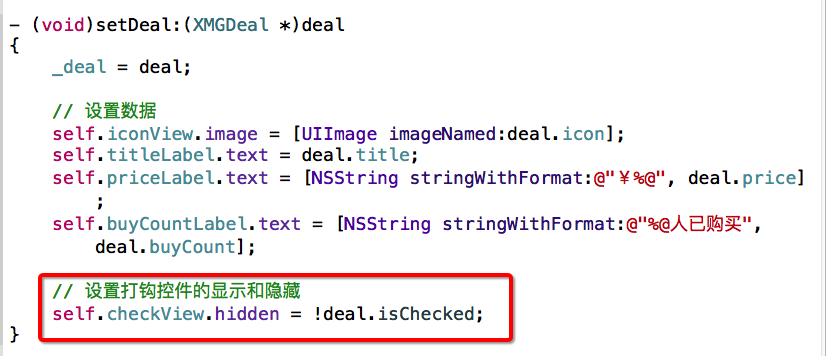 - (void)setDeal:(XMGDeal *)deal
{
_deal = deal;
// 设置数据
self.iconView.image = [UIImage imageNamed:deal.icon];
self.titleLabel.text = deal.title;
self.priceLabel.text = [NSString stringWithFormat:@"￥%@", deal.price]
;
self.buyCountLabel.text = [NSString stringWithFormat:@"%@人已购买",
deal.buyCount];
// 设置打钩控件的显示和隐藏
self.checkView.hidden = !deal.isChecked;
}